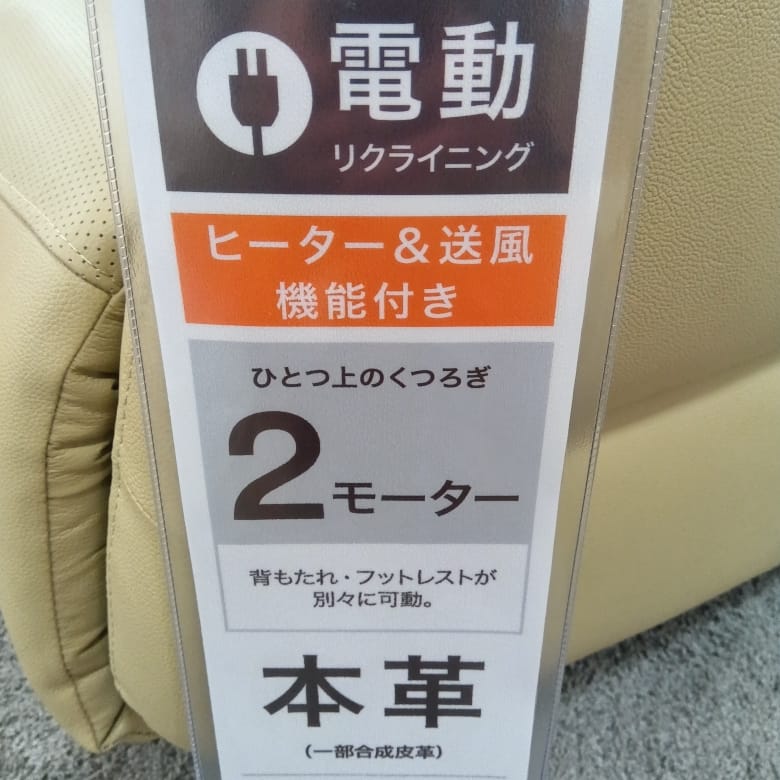 電動
リクライニング
ヒーター＆送風
機能付き
ひとつ上のくつろぎ
2モーター
背もたれ・フットレストが
別々に可動。
本革
（一部合成皮革）